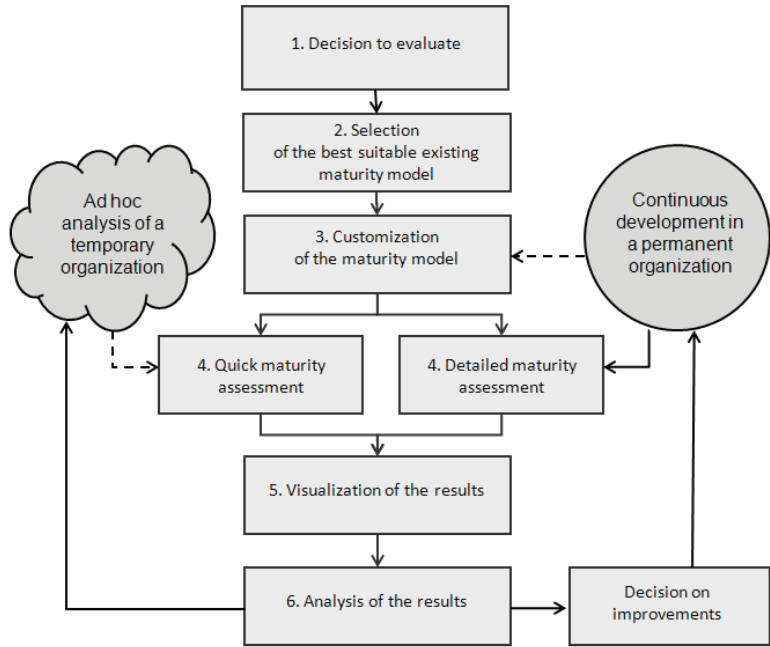 1. Decision to evaluate
2. Selection
of the best suitable existing
maturity model
Ad hoc
analysis of a
temporary
organization
Continuous
development in
a permanent
organization
3. Customization
of the maturity model
4. Quick maturity
assessment
4. Detailed maturity
assessment
5. Visualization of the results
6. Analysis of the results
Decision on
improvements